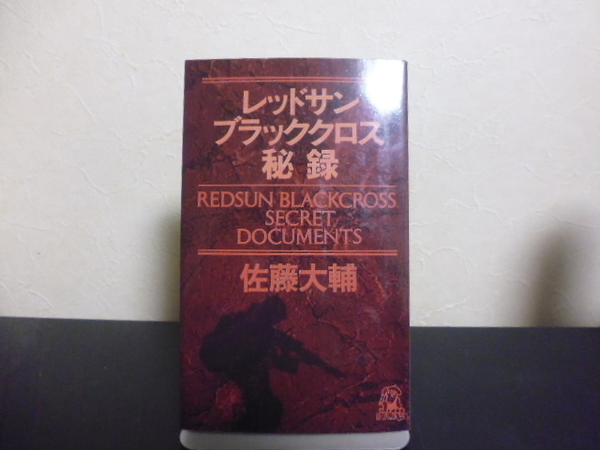 レッドサン
ブラッククロス
秘録
REDSUN BLACKCROSS
SECRET
DOCUMENTS
佐藤大輔